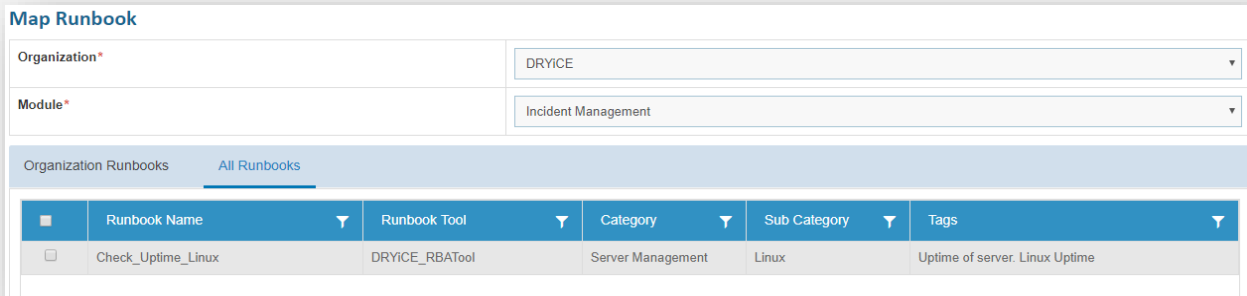 Map Runbook
Organization*
DRYiCE
Module*
Incident Management
Organization Runbooks All Runbooks
Runbook Name Runbook Tool Category Sub Category Tags
Check_Uptime_Linux DRYiCE_RBATool Server Management Linux Uptime of server. Linux Uptime